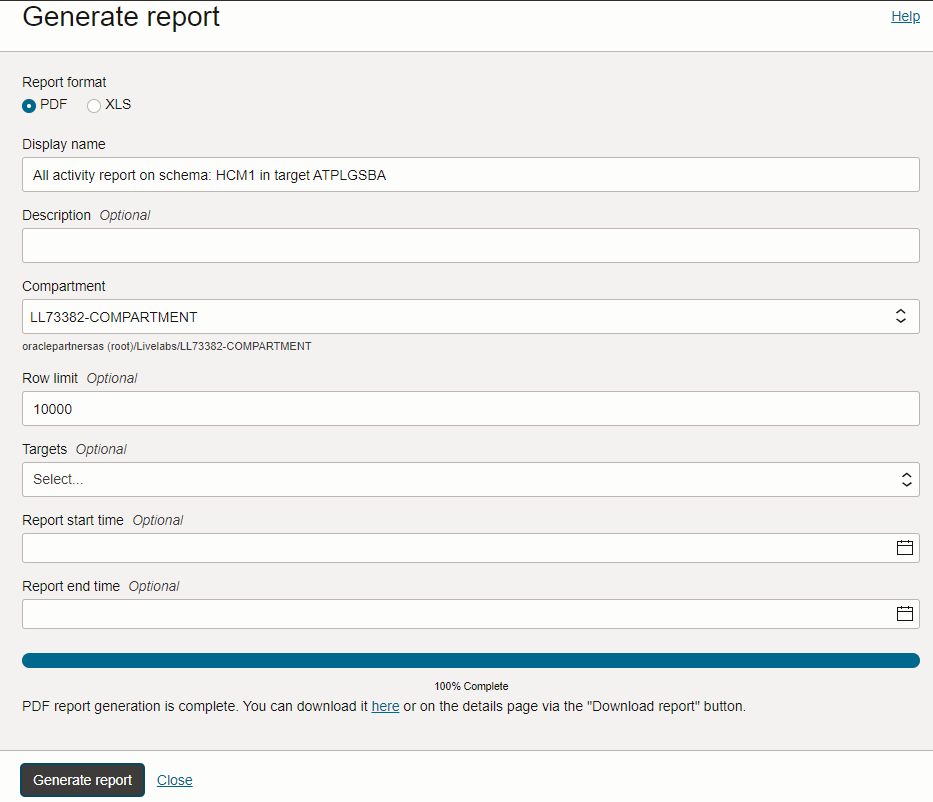 Generate report
Help
Report format
PDF XLS
Display name
All activity report on schema: HCM1 in target ATPLGSBA
Description Optional
Compartment
LL73382-COMPARTMENT
oraclepartnersas (root)/Livelabs/LL73382-COMPARTMENT
Row limit Optional
10000
Targets Optional
Select...
Report start time Optional
Report end time Optional
100% Complete
PDF report generation is complete. You can download it here or on the details page via the "Download report" button.
Generate report Close